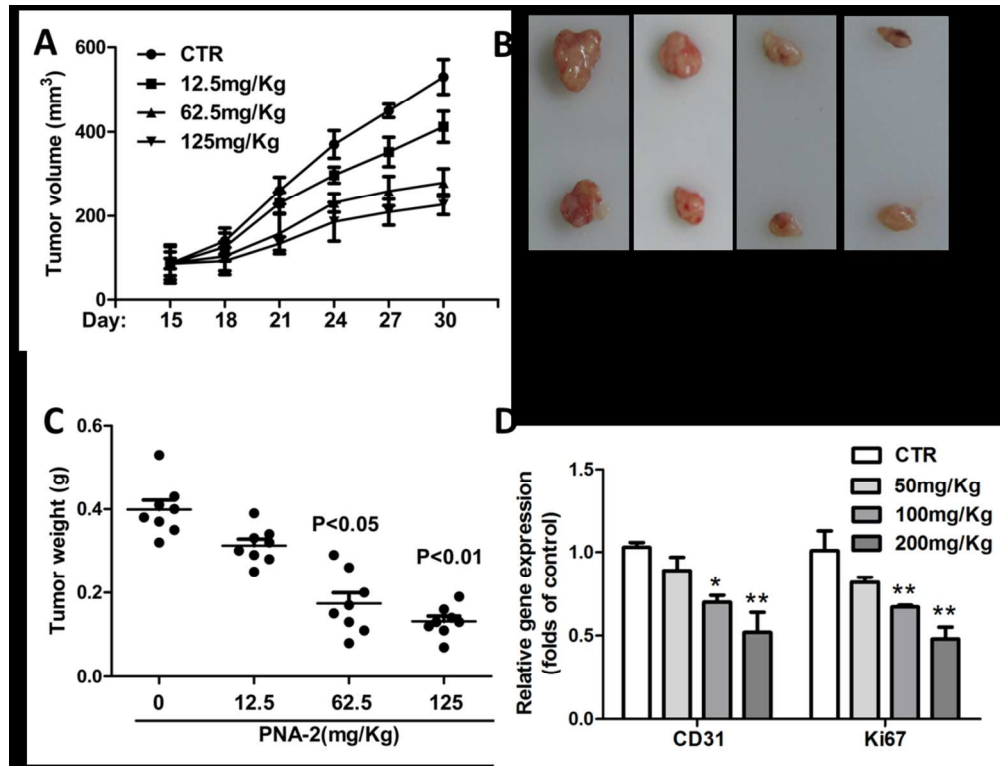 A
Tumor volume (mm³)
600
400
200
0
CTR
12.5mg/Kg
62.5mg/Kg
125mg/Kg
Day: 15 18 21 24 27 30
B
C
Tumor weight (g)
0.6
0.4
0.2
0.0
P<0.05
P<0.01
0 12.5 62.5 125
PNA-2(mg/Kg)
D
Relative gene expression
(folds of control)
1.5
1.0
0.5
0.0
CTR
50mg/Kg
100mg/Kg
200mg/Kg
* ** ** **
CD31 Ki67